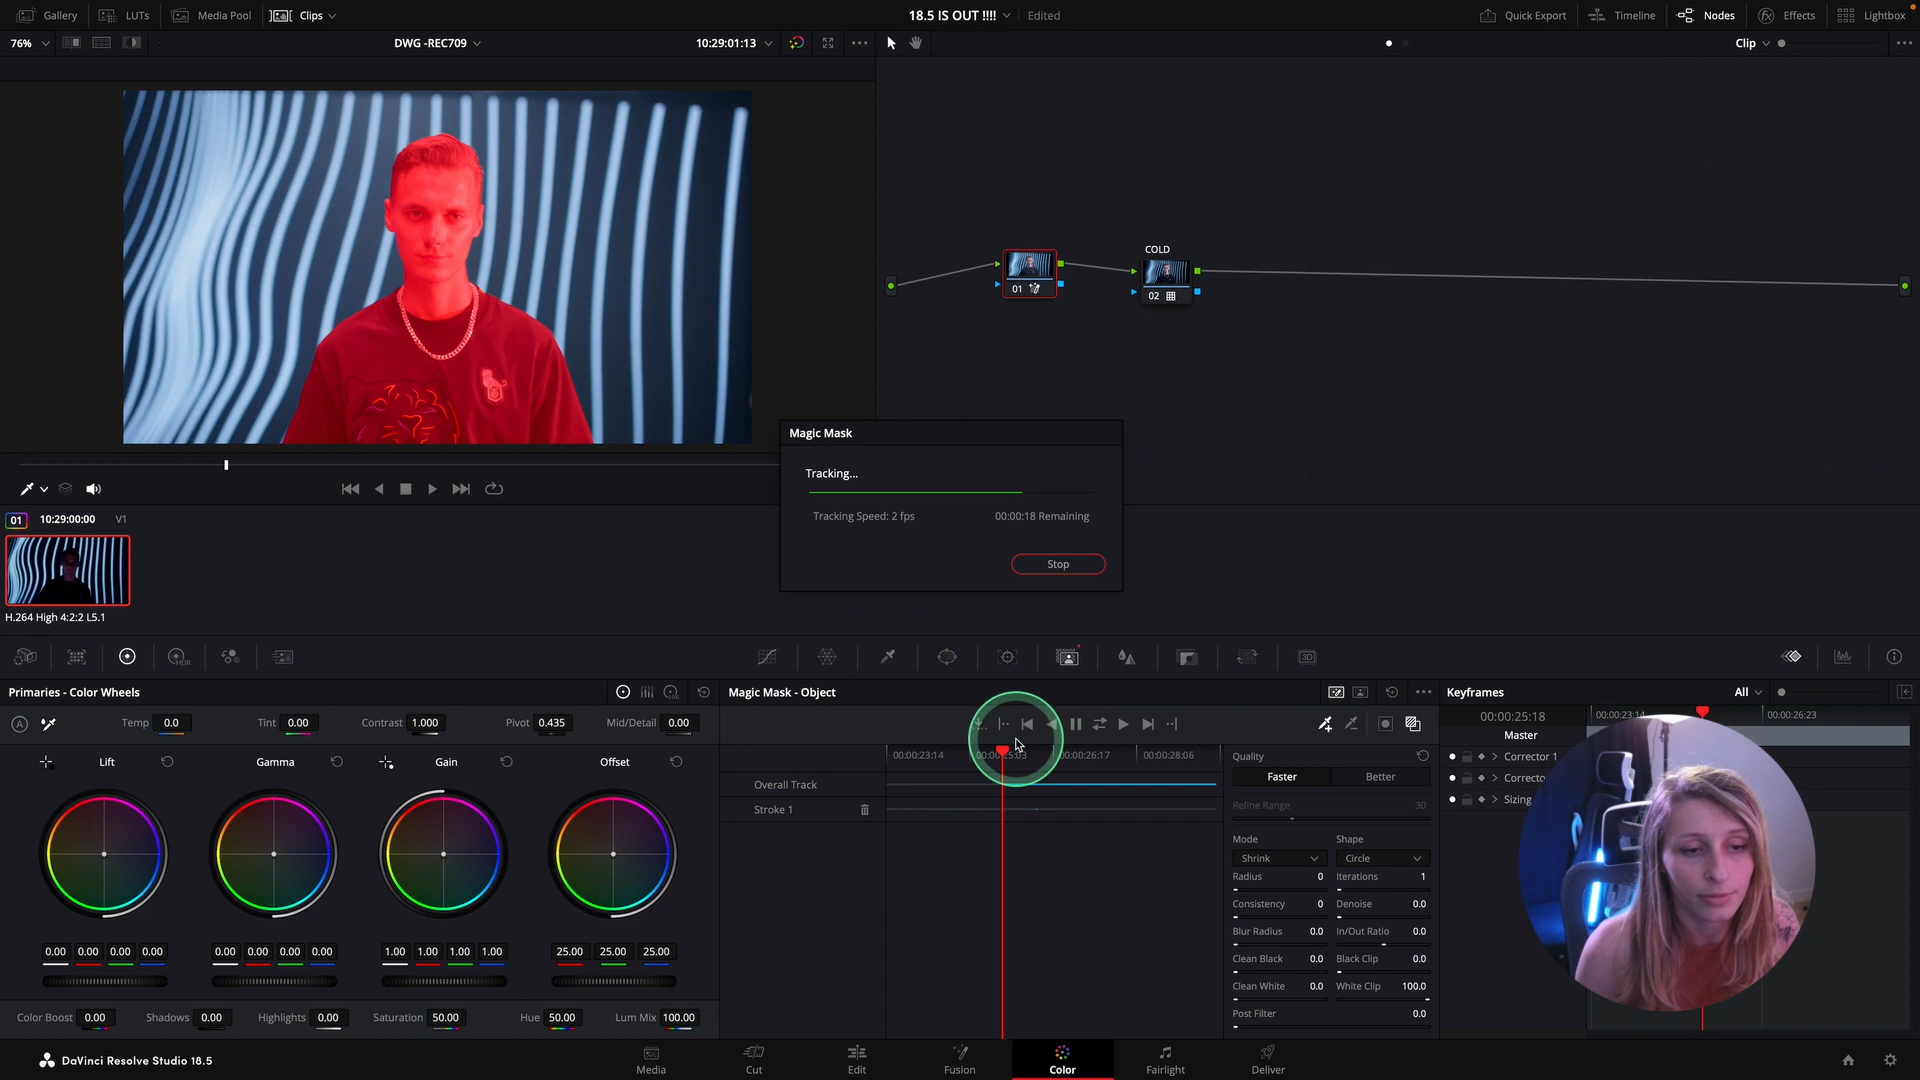 Gallery LUTs Media Pool Clips 18.5 IS OUT !!!! Edited Quick Export Timeline Nodes Effects Lightbox
76% DWG -REC709 10:29:01:13 Clip
COLD
01
02
Magic Mask
Tracking...
Tracking Speed: 2 fps 00:00:18 Remaining
Stop
01 10:29:00:00 V1
H.264 High 4:2:2 L5.1
HDR
3D
Primaries - Color Wheels
LOG
Magic Mask - Object
Keyframes All
A Temp 0.0 Tint 0.00 Contrast 1.000 Pivot 0.435 Mid/Detail 0.00
00:00:25:18 00:00:23:14 00:00:26:23
Master
Lift Gamma Gain Offset
00:00:23:14 00:00:26:17 00:00:28:06
Overall Track
Stroke 1
Quality
Faster Better
Refine Range 30
Mode Shape
Shrink Circle
Radius 0 Iterations 1
Consistency 0 Denoise 0.0
Blur Radius 0.0 In/Out Ratio 0.0
Clean Black 0.0 Black Clip 0.0
Clean White 0.0 White Clip 100.0
Post Filter 0.0
Corrector 1
Sizing
0.00 0.00 0.00 0.00 0.00 0.00 0.00 0.00 1.00 1.00 1.00 1.00 25.00 25.00 25.00
Color Boost 0.00 Shadows 0.00 Highlights 0.00 Saturation 50.00 Hue 50.00 Lum Mix 100.00
DaVinci Resolve Studio 18.5
Media Cut Edit Fusion Color Fairlight Deliver